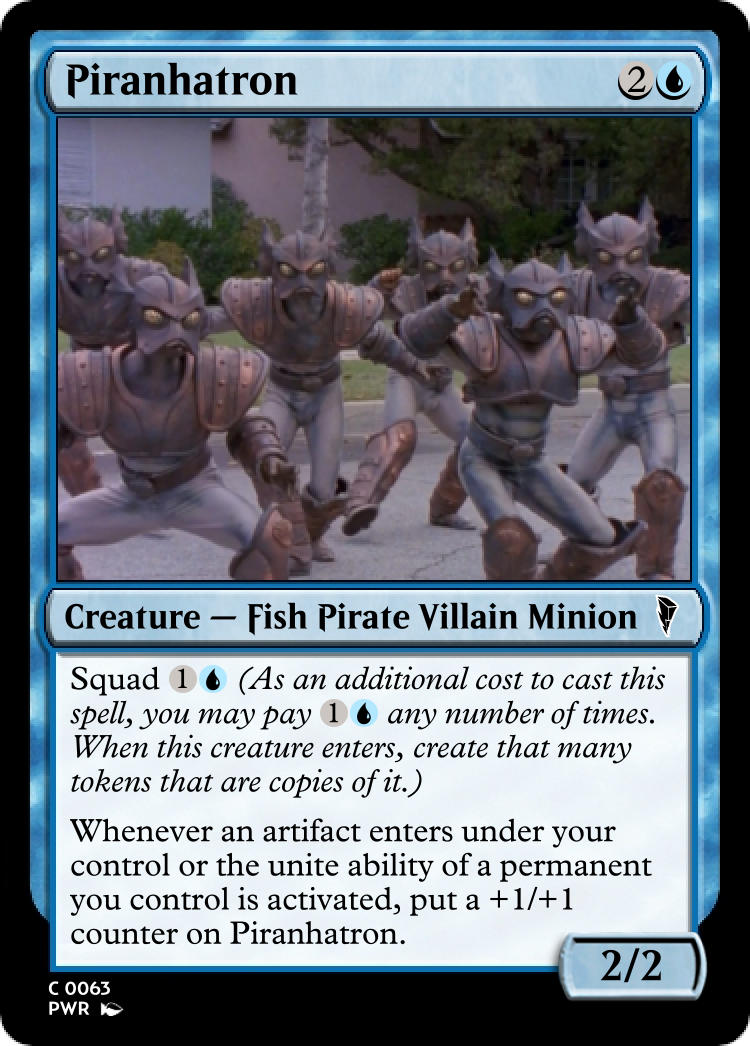 Piranhatron 2
Creature — Fish Pirate Villain Minion
Squad 1 (As an additional cost to cast this
spell, you may pay 1 any number of times.
When this creature enters, create that many
tokens that are copies of it.)
Whenever an artifact enters under your
control or the unite ability of a permanent
you control is activated, put a +1/+1
counter on Piranhatron.
2/2
C 0063
PWR